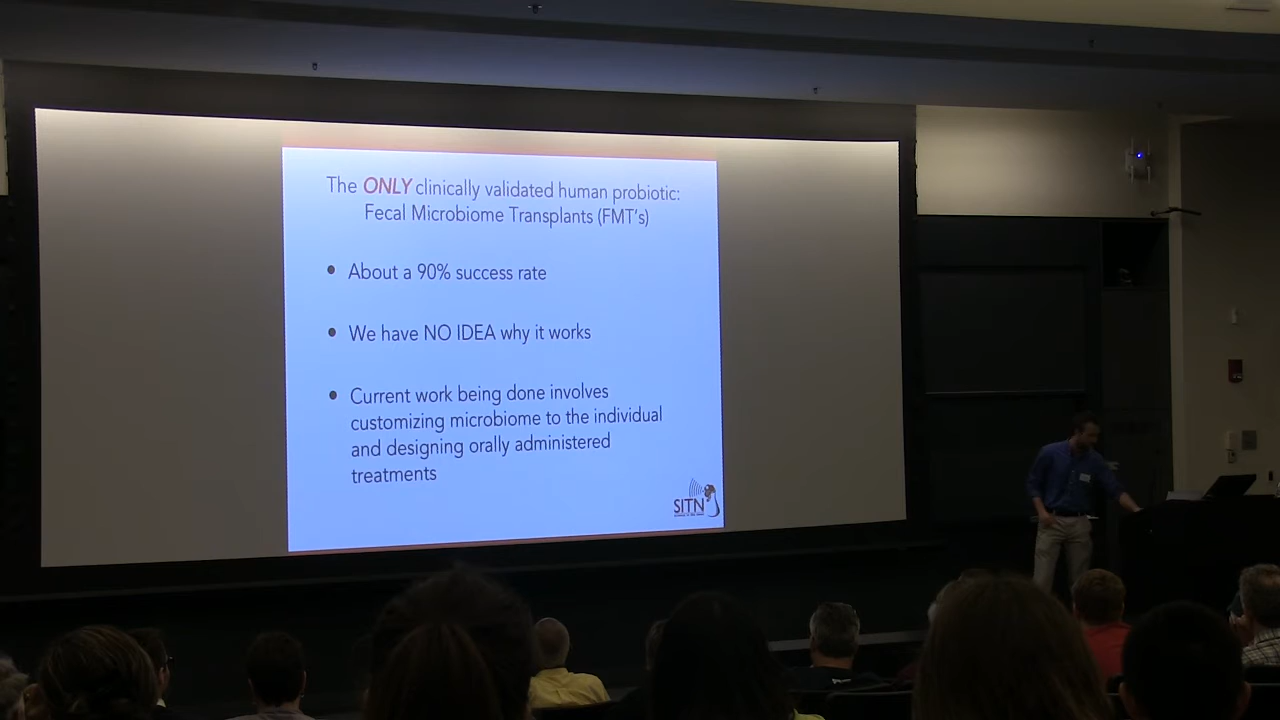 The ONLY clinically validated human probiotic:
Fecal Microbiome Transplants (FMT's)
• About a 90% success rate
• We have NO IDEA why it works
• Current work being done involves
customizing microbiome to the individual
and designing orally administered
treatments
SITN